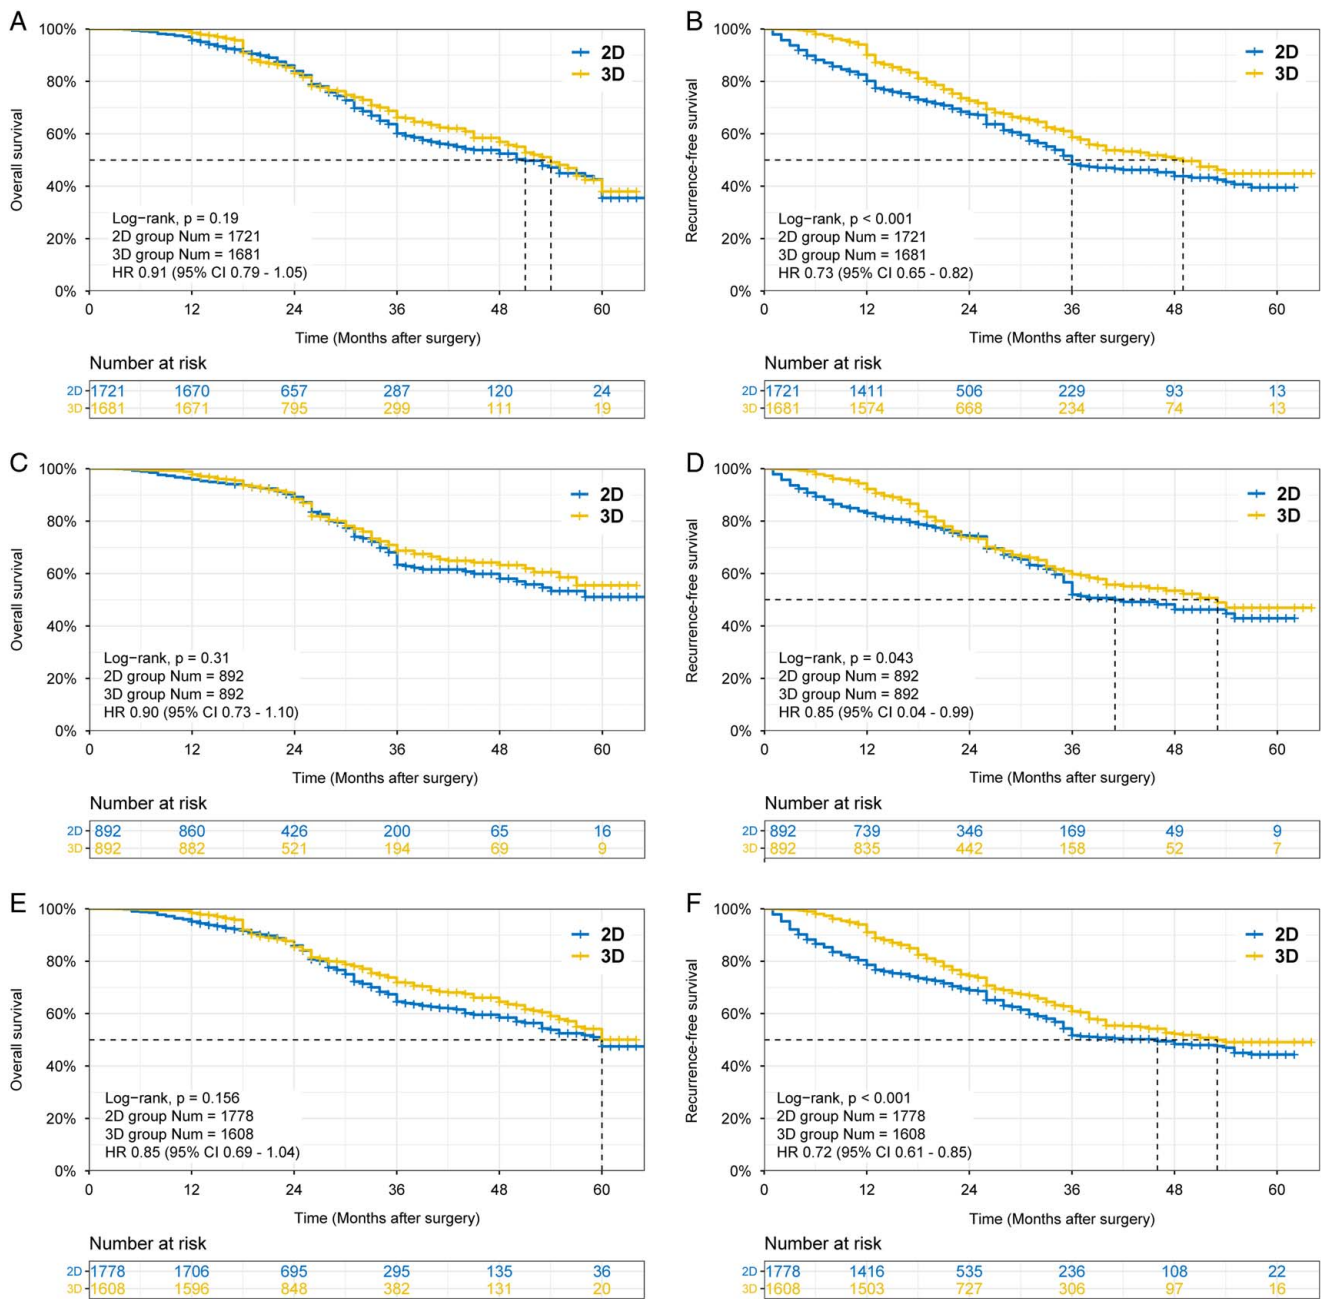 A
Overall survival
100%
80%
60%
40%
20%
0%
2D
3D
Log−rank, p = 0.19
2D group Num = 1721
3D group Num = 1681
HR 0.91 (95% CI 0.79 - 1.05)
0 12 24 36 48 60
Time (Months after surgery)
Number at risk
2D 1721 1670 657 287 120 24
3D 1681 1671 795 299 111 19
B
Recurrence-free survival
100%
80%
60%
40%
20%
0%
2D
3D
Log−rank, p < 0.001
2D group Num = 1721
3D group Num = 1681
HR 0.73 (95% CI 0.65 - 0.82)
0 12 24 36 48 60
Time (Months after surgery)
Number at risk
2D 1721 1411 506 229 93 13
3D 1681 1574 668 234 74 13
C
Overall survival
100%
80%
60%
40%
20%
0%
2D
3D
Log−rank, p = 0.31
2D group Num = 892
3D group Num = 892
HR 0.90 (95% CI 0.73 - 1.10)
0 12 24 36 48 60
Time (Months after surgery)
Number at risk
2D 892 860 426 200 65 16
3D 892 882 521 194 69 9
D
Recurrence-free survival
100%
80%
60%
40%
20%
0%
2D
3D
Log−rank, p = 0.043
2D group Num = 892
3D group Num = 892
HR 0.85 (95% CI 0.04 - 0.99)
0 12 24 36 48 60
Time (Months after surgery)
Number at risk
2D 892 739 346 169 49 9
3D 892 835 442 158 52 7
E
Overall survival
100%
80%
60%
40%
20%
0%
2D
3D
Log−rank, p = 0.156
2D group Num = 1778
3D group Num = 1608
HR 0.85 (95% CI 0.69 - 1.04)
0 12 24 36 48 60
Time (Months after surgery)
Number at risk
2D 1778 1706 695 295 135 36
3D 1608 1596 848 382 131 20
F
Recurrence-free survival
100%
80%
60%
40%
20%
0%
2D
3D
Log−rank, p < 0.001
2D group Num = 1778
3D group Num = 1608
HR 0.72 (95% CI 0.61 - 0.85)
0 12 24 36 48 60
Time (Months after surgery)
Number at risk
2D 1778 1416 535 236 108 22
3D 1608 1503 727 306 97 16